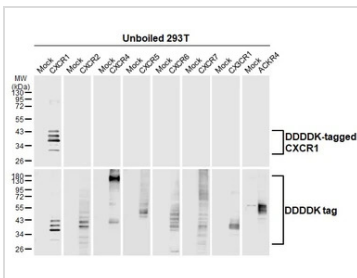 Unboiled 293T
Mock CXCR1 Mock CXCR2 Mock CXCR4 Mock CXCR5 Mock CXCR6 Mock CXCR7 Mock CX3CR1 Mock ACKR4
MW
(kDa)
130
95
72
55
43
34
26
DDDDK-tagged
CXCR1
180
130
95
72
55
43
34
26
DDDDK tag